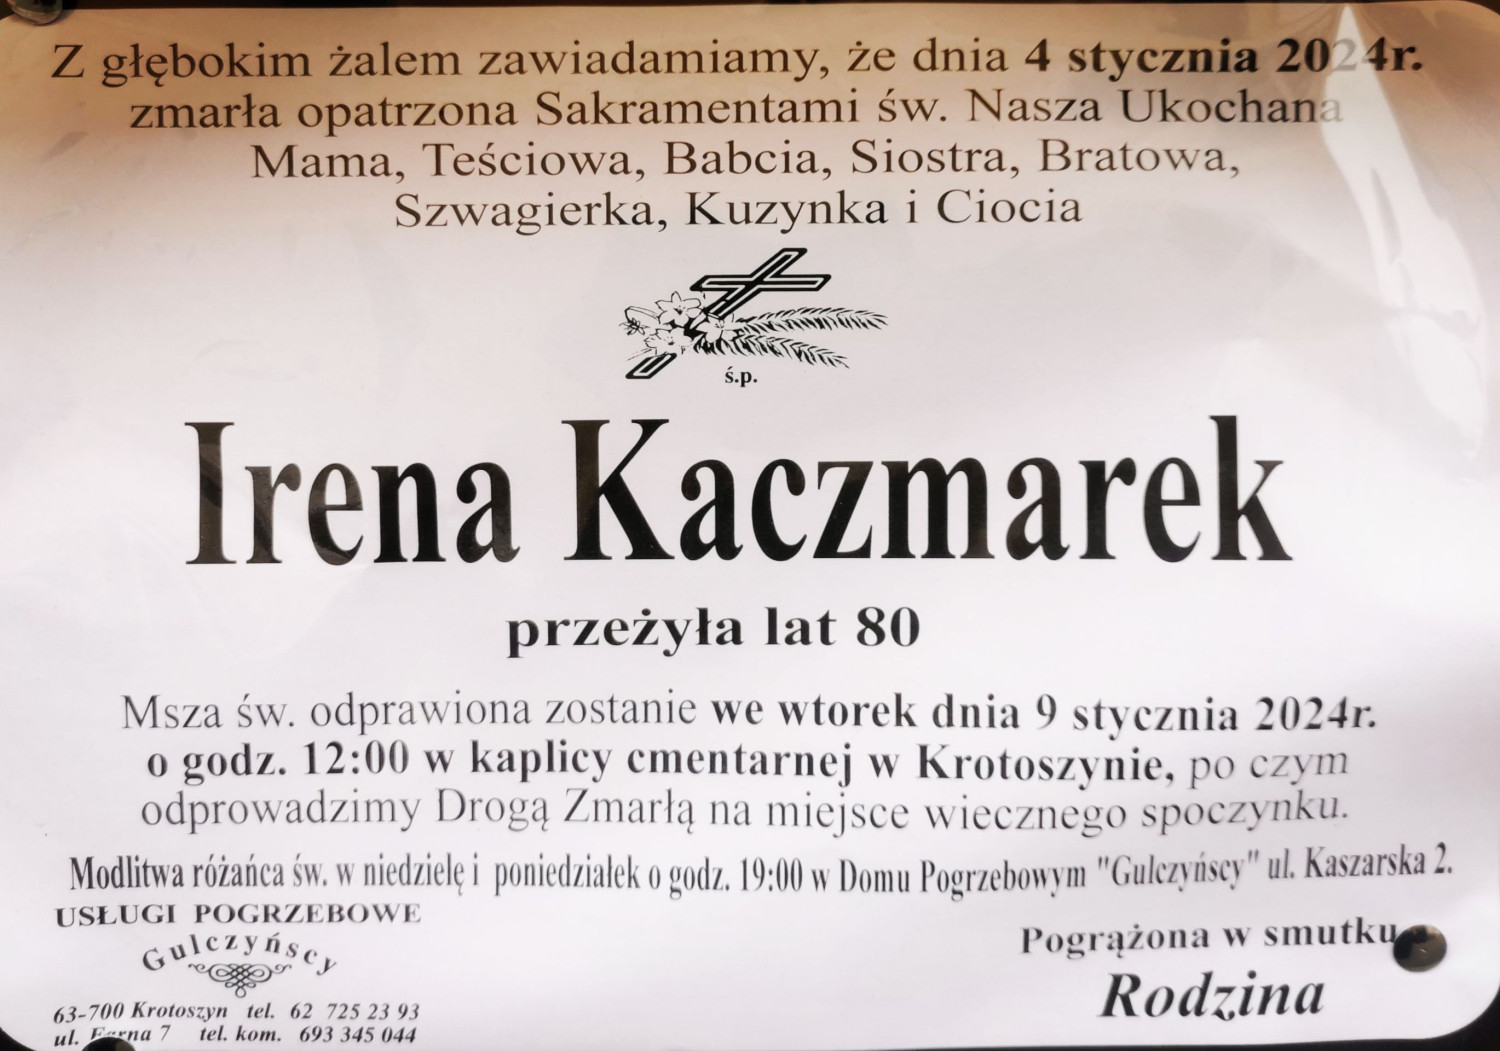 Z głębokim żalem zawiadamiamy, że dnia 4 stycznia 2024r.
zmarła opatrzona Sakramentami św. Nasza Ukochana
Mama, Teściowa, Babcia, Siostra, Bratowa,
Szwagierka, Kuzynka i Ciocia
ś.p.
Irena Kaczmarek
przeżyła lat 80
Msza św. odprawiona zostanie we wtorek dnia 9 stycznia 2024r.
o godz. 12:00 w kaplicy cmentarnej w Krotoszynie, po czym
odprowadzimy Drogą Zmarłą na miejsce wiecznego spoczynku.
Modlitwa różańca św. w niedzielę i poniedziałek o godz. 19:00 w Domu Pogrzebowym "Gulczyńscy" ul. Kaszarska 2.
USŁUGI POGRZEBOWE
Gulczyńscy
63-700 Krotoszyn tel. 62 725 23 93
ul. Farna 7 tel. kom. 693 345 044
Pogrążona w smutku
Rodzina